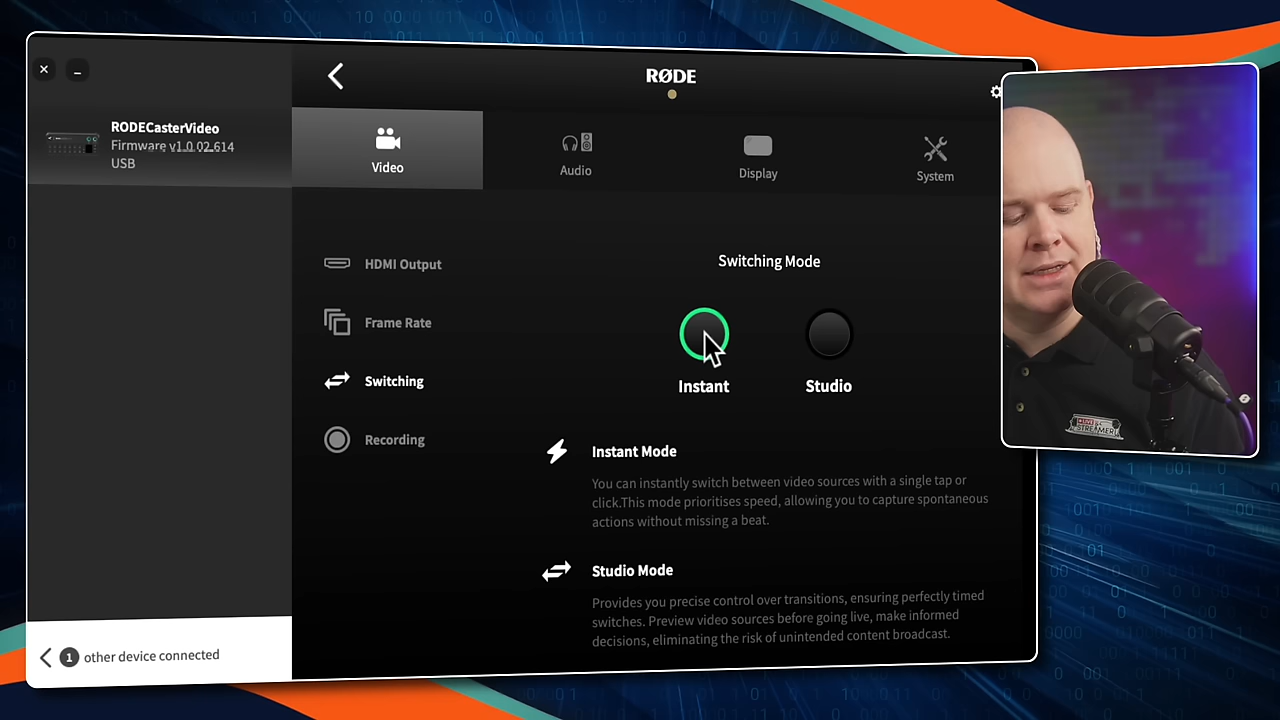 RØDE
RODECasterVideo
Firmware v1.0.02.614
USB
Video
Audio
Display
System
HDMI Output
Frame Rate
Switching
Recording
Switching Mode
Instant
Studio
Instant Mode
You can instantly switch between video sources with a single tap or
click.This mode prioritises speed, allowing you to capture spontaneous
actions without missing a beat.
Studio Mode
Provides you precise control over transitions, ensuring perfectly timed
switches. Preview video sources before going live, make informed
decisions, eliminating the risk of unintended content broadcast.
1 other device connected
LIVE
STREAMER